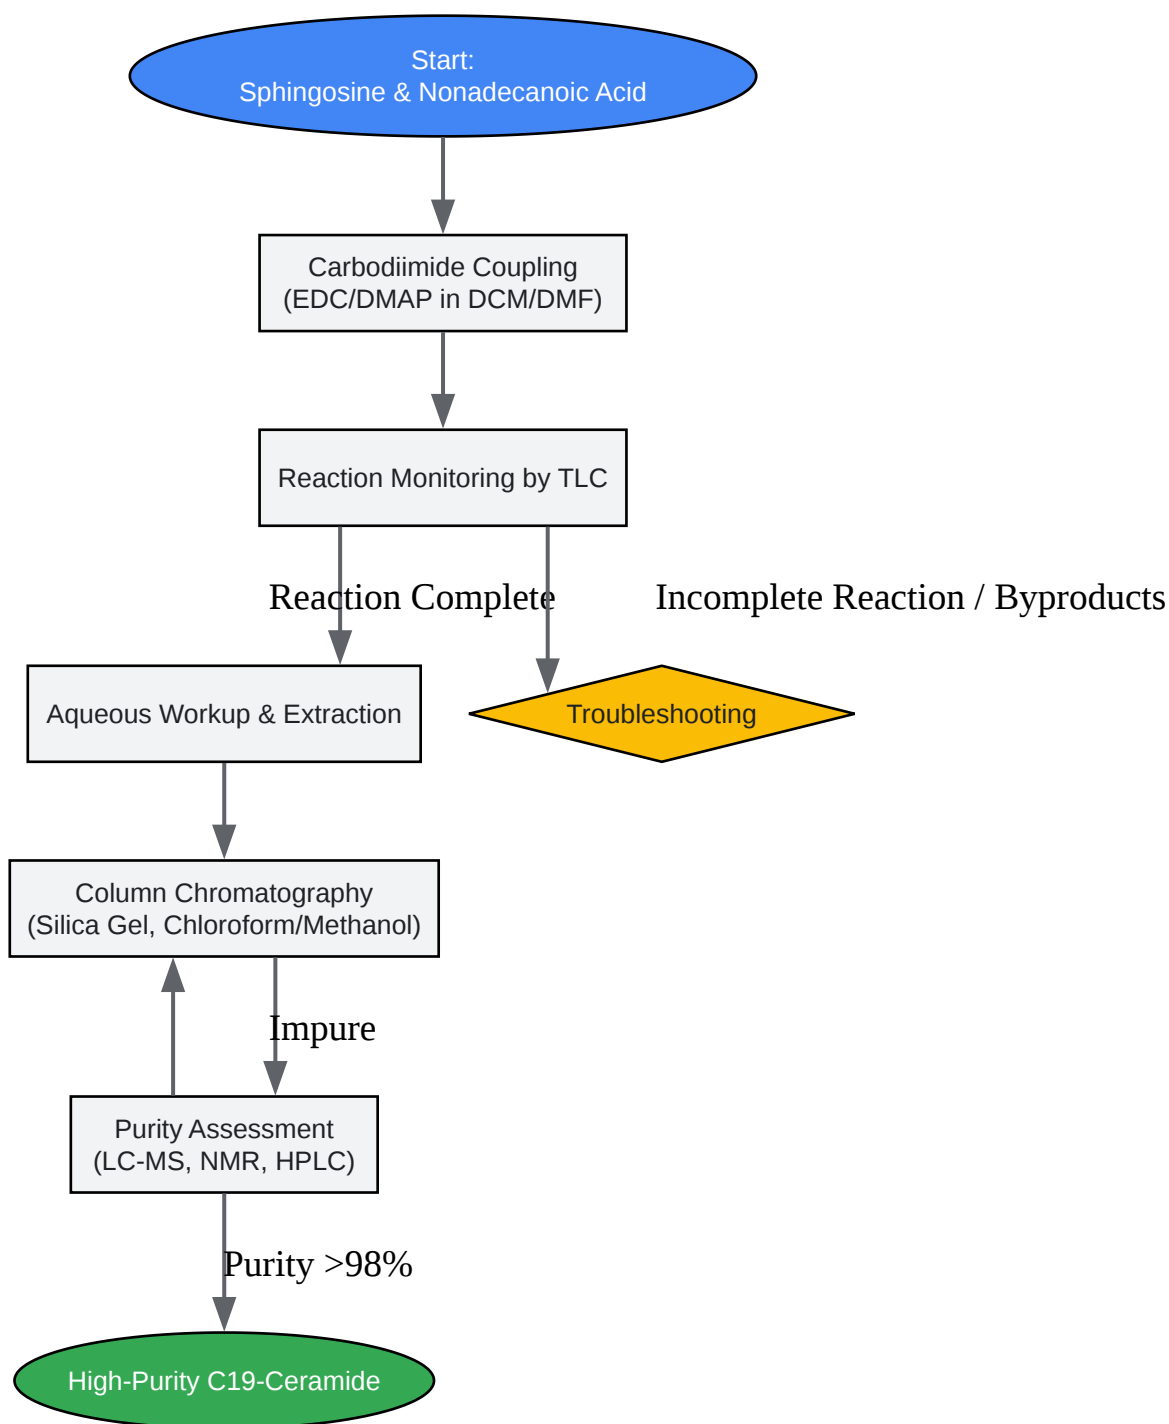 Start:
Sphingosine & Nonadecanoic Acid
Carbodiimide Coupling
(EDC/DMAP in DCM/DMF)
Reaction Monitoring by TLC
Reaction Complete
Incomplete Reaction / Byproducts
Aqueous Workup & Extraction
Troubleshooting
Column Chromatography
(Silica Gel, Chloroform/Methanol)
Impure
Purity Assessment
(LC-MS, NMR, HPLC)
Purity >98%
High-Purity C19-Ceramide